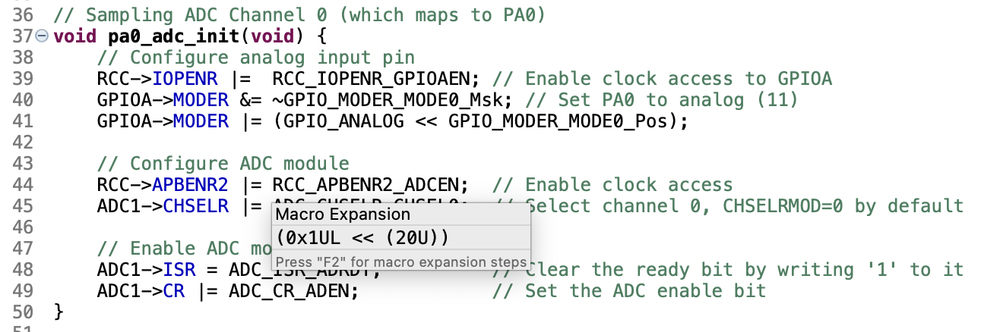 36 // Sampling ADC Channel 0 (which maps to PA0)
37 void pa0_adc_init(void) {
38 // Configure analog input pin
39 RCC->IOPENR |=  RCC_IOPENR_GPIOAEN; // Enable clock access to GPIOA
40 GPIOA->MODER &= ~GPIO_MODER_MODE0_Msk; // Set PA0 to analog (11)
41 GPIOA->MODER |= (GPIO_ANALOG << GPIO_MODER_MODE0_Pos);
42
43 // Configure ADC module
44 RCC->APBENR2 |= RCC_APBENR2_ADCEN;  // Enable clock access
45 ADC1->CHSELR |= ADC_CHSELR_CHSEL0;  // Select channel 0, CHSELRMOD=0 by default
Macro Expansion
46
(0x1UL << (20U))
47 // Enable ADC mo
Press "F2" for macro expansion steps
48 ADC1->ISR = ADC_ISR_ADRDY; // Clear the ready bit by writing '1' to it
49 ADC1->CR |= ADC_CR_ADEN; // Set the ADC enable bit
50 }